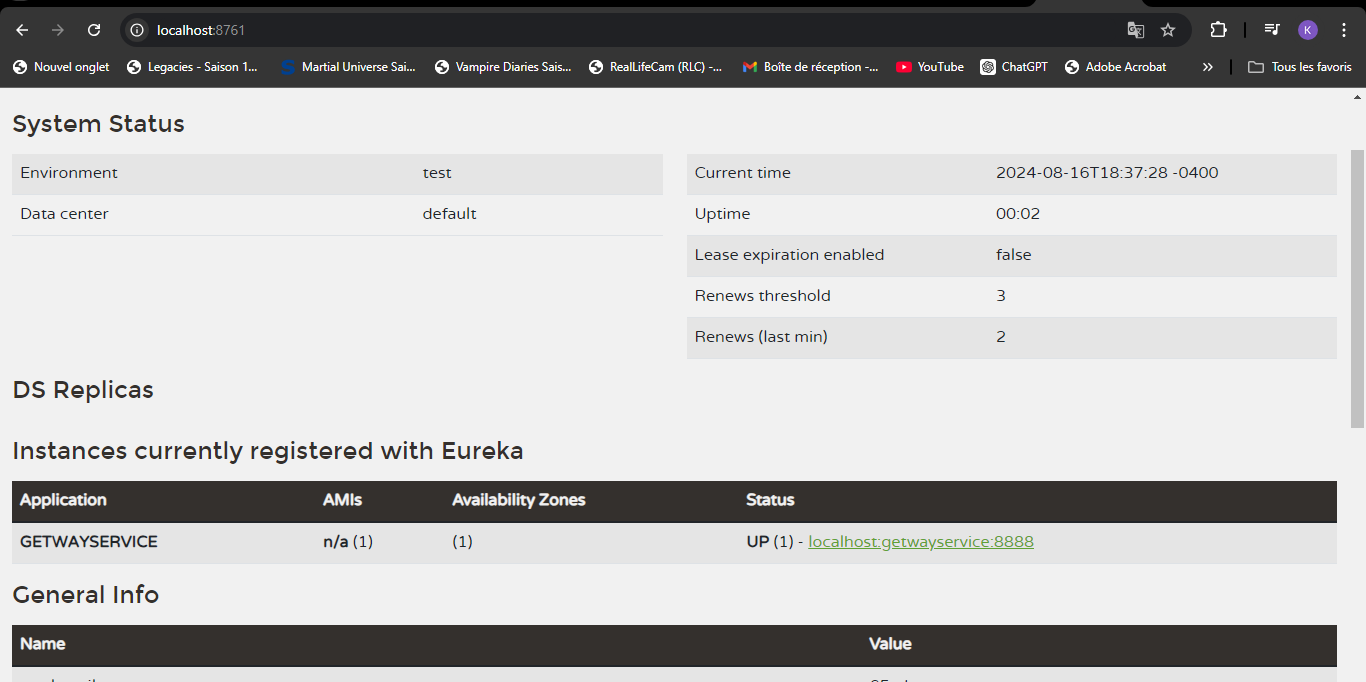 localhost:8761
K
Nouvel onglet Legacies - Saison 1... Martial Universe Sai... Vampire Diaries Sais... RealLifeCam (RLC) -... Boîte de réception -... YouTube ChatGPT Adobe Acrobat » Tous les favoris
System Status
Environment test
Data center default
Current time 2024-08-16T18:37:28 -0400
Uptime 00:02
Lease expiration enabled false
Renews threshold 3
Renews (last min) 2
DS Replicas
Instances currently registered with Eureka
Application AMIs Availability Zones Status
GETWAYSERVICE n/a (1) (1) UP (1) - localhost:getwayservice:8888
General Info
Name Value